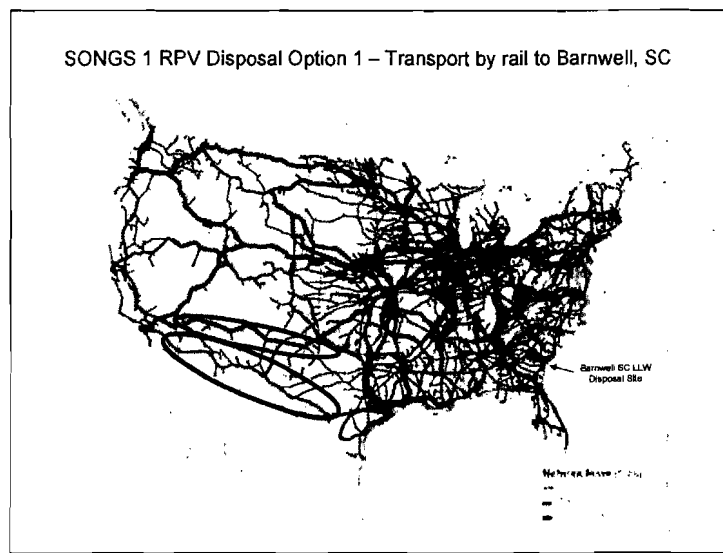 SONGS 1 RPV Disposal Option 1 – Transport by rail to Barnwell, SC
Barnwell SC LLW
Disposal Site